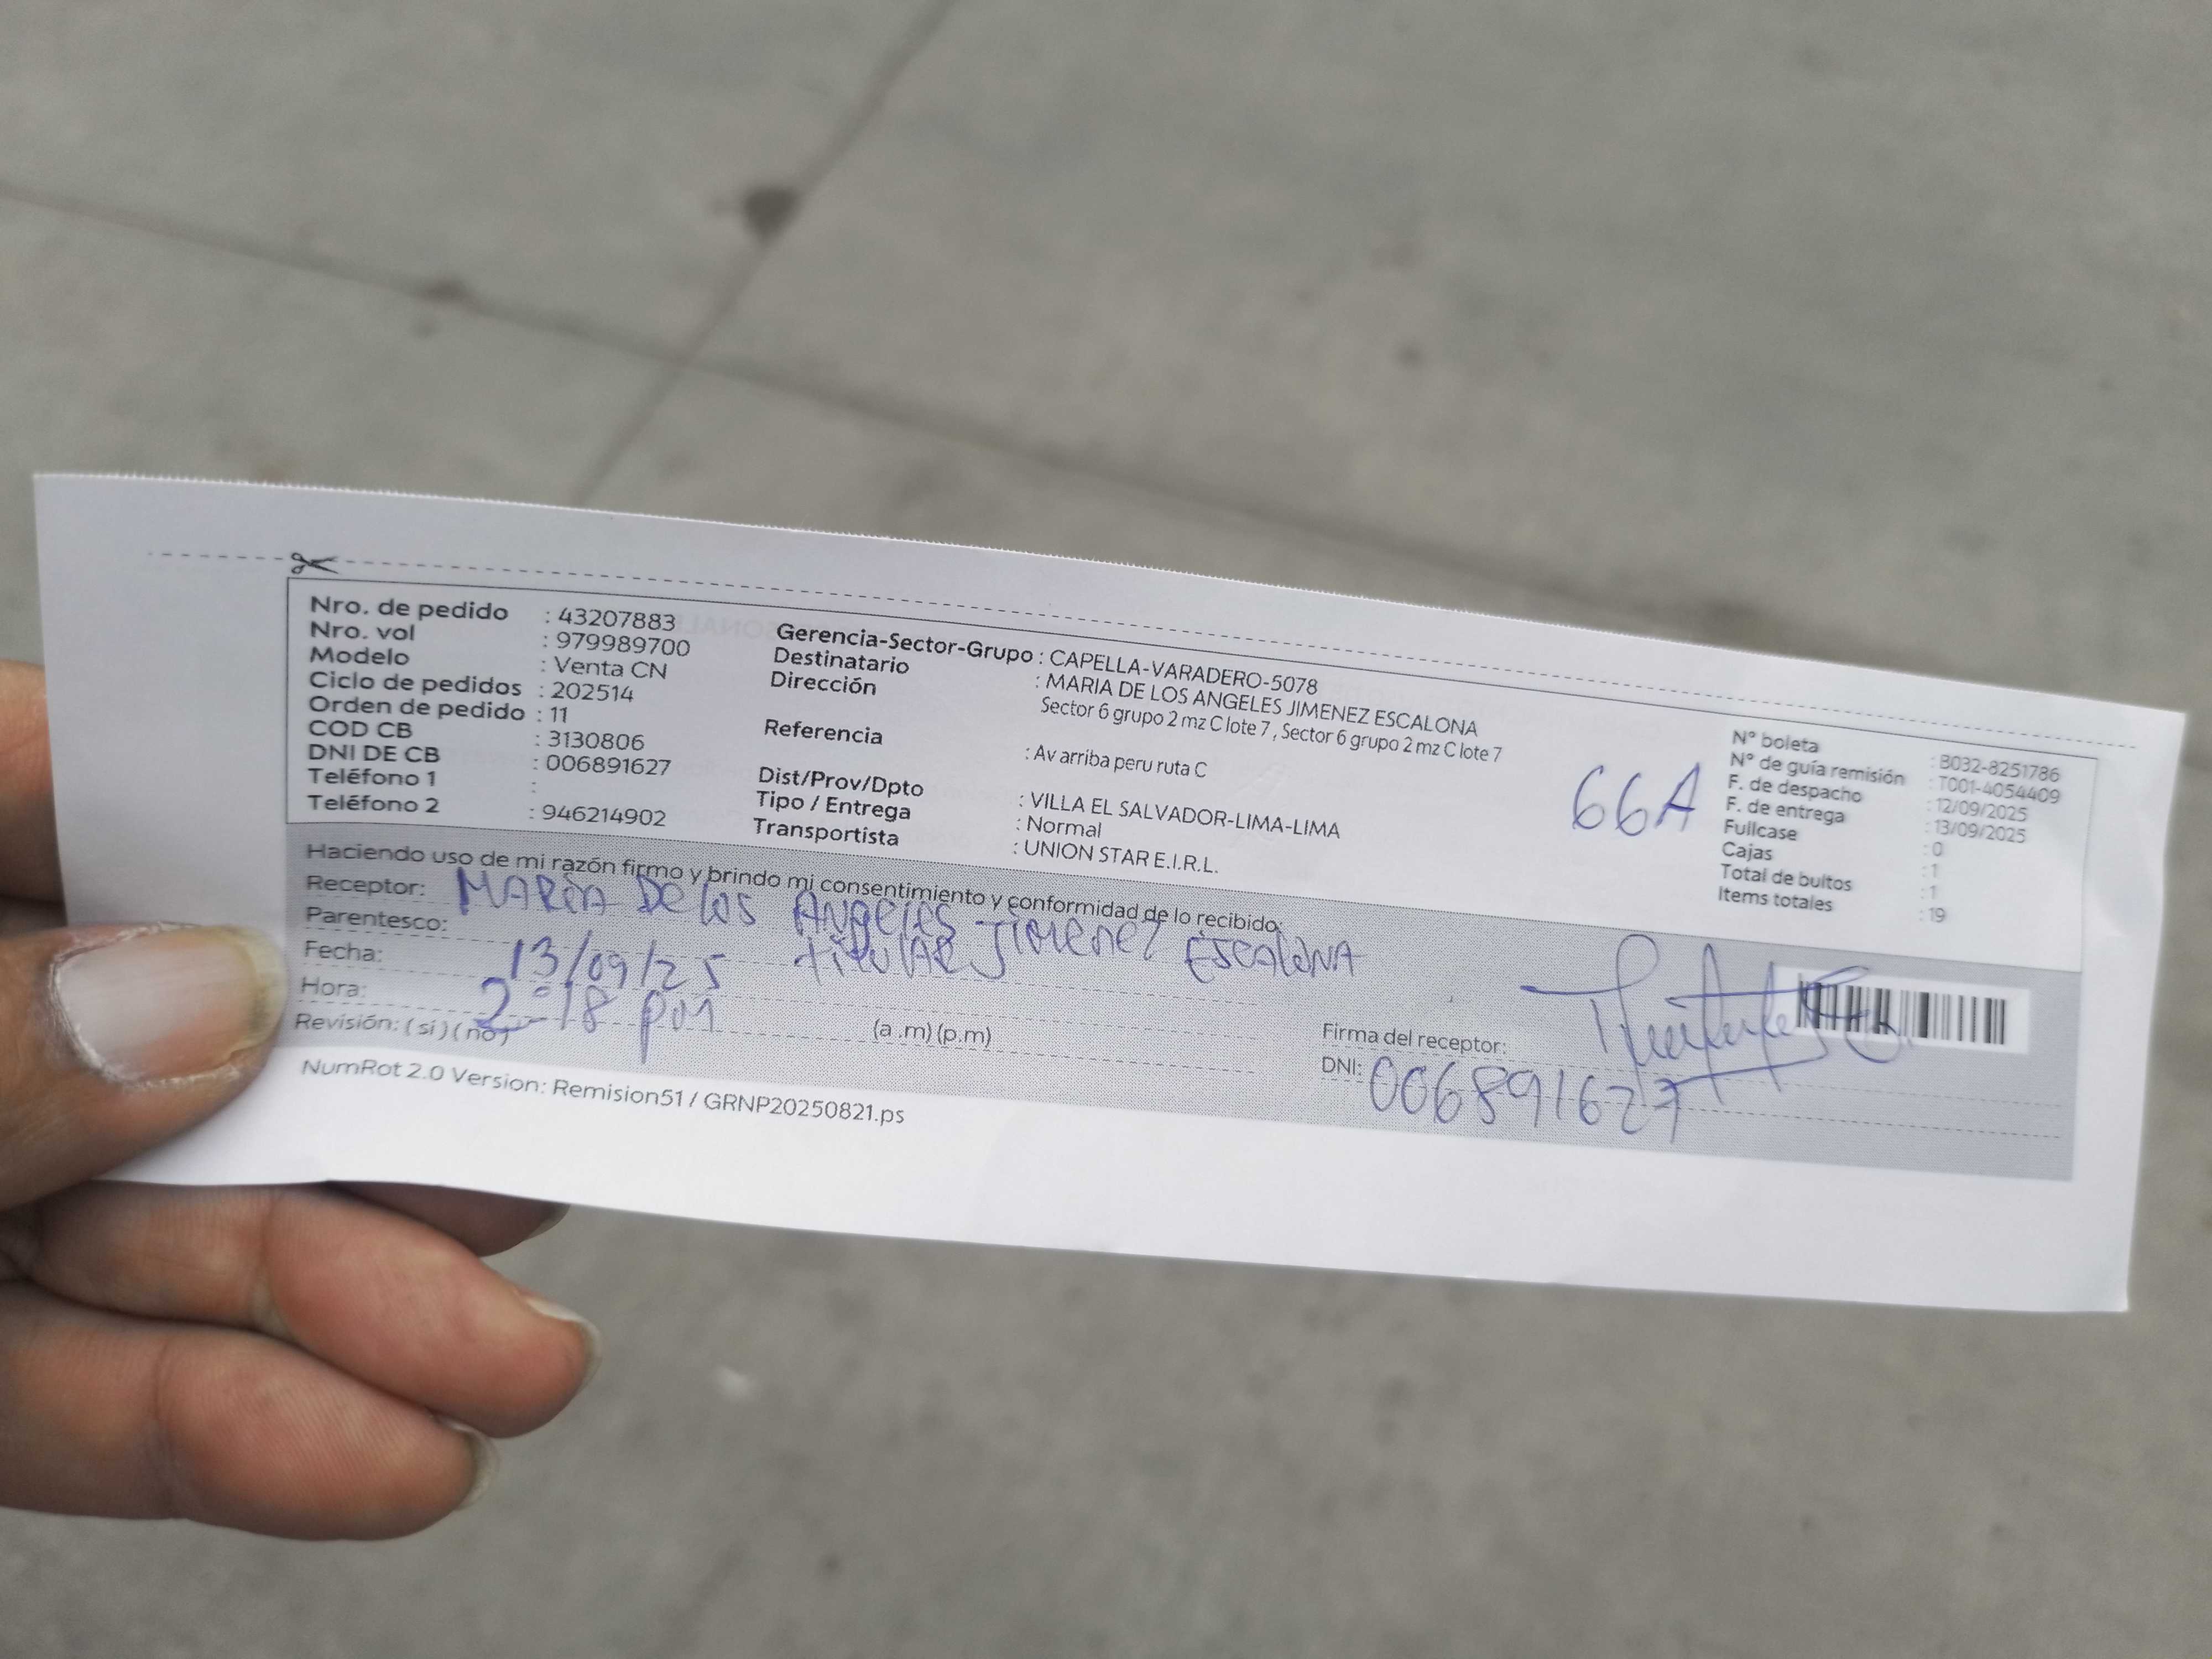 Nro. de pedido : 43207883
Nro. vol : 979989700
Modelo : Venta CN
Ciclo de pedidos : 202514
Orden de pedido : 11
COD CB : 3130806
DNI DE CB : 006891627
Teléfono 1 :
Teléfono 2 : 946214902
Gerencia-Sector-Grupo : CAPELLA-VARADERO-5078
Destinatario : MARIA DE LOS ANGELES JIMENEZ ESCALONA
Dirección Sector 6 grupo 2 mz C lote 7 , Sector 6 grupo 2 mz C lote 7
Referencia : Av arriba peru ruta C
Dist/Prov/Dpto : VILLA EL SALVADOR-LIMA-LIMA
Tipo / Entrega : Normal
Transportista : UNION STAR E.I.R.L.
66A
N° boleta : B032-8251786
N° de guía remisión : T001-4054409
F. de despacho : 12/09/2025
F. de entrega : 13/09/2025
Fullcase : 0
Cajas : 1
Total de bultos : 1
Items totales : 19
Haciendo uso de mi razón firmo y brindo mi consentimiento y conformidad de lo recibido:
Receptor: MARÍA De los Angeles Jimenez Escalona
Parentesco: titular
Fecha: 13/09/25
Hora: 2:18 pm (a .m) (p.m)
Revisión: ( si ) ( no )
Firma del receptor:
DNI: 006891627
NumRot 2.0 Version: Remision51 / GRNP20250821.ps